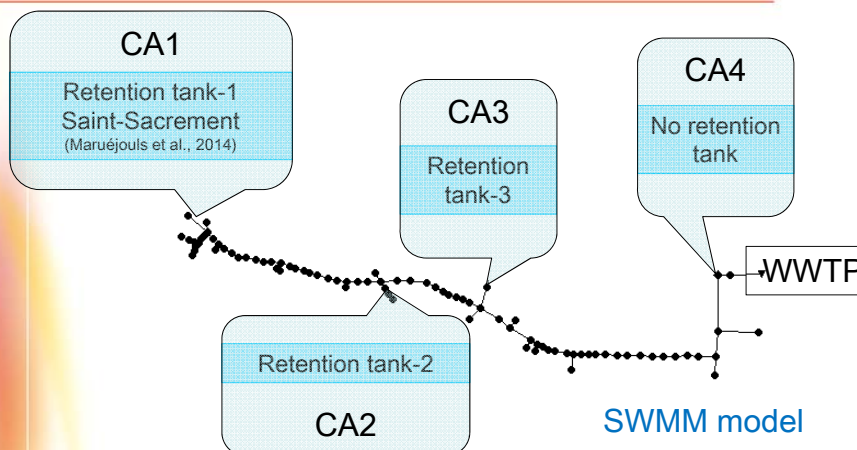 CA1
Retention tank-1
Saint-Sacrement
(Maruéjouls et al., 2014)
CA3
Retention
tank-3
CA4
No retention
tank
WWTP
Retention tank-2
CA2
SWMM model